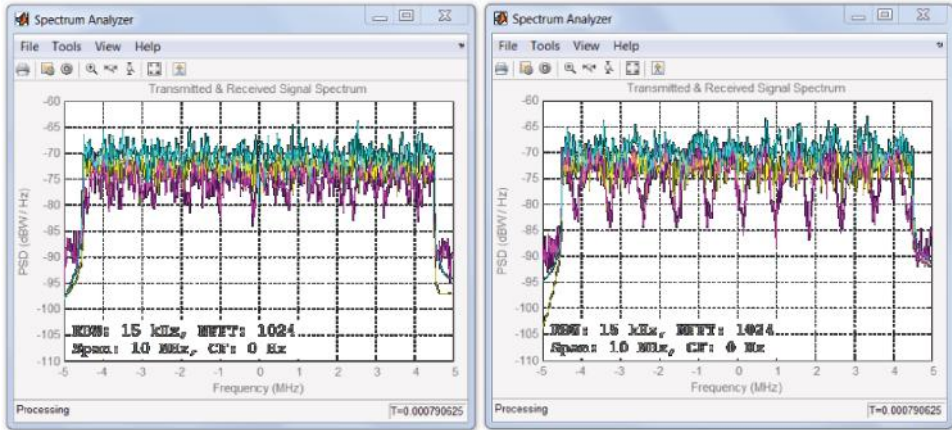 Spectrum Analyzer
File Tools View Help
Transmitted & Received Signal Spectrum
-60
-65
-70
-75
-80
-85
-90
-95
-100
-105
-110
PSD (dBW / Hz)
RBW: 15 kHz, NFFT: 1024
Span: 10 MHz, CF: 0 Hz
-5 -4 -3 -2 -1 0 1 2 3 4 5
Frequency (MHz)
Processing T=0.000790625
Spectrum Analyzer
File Tools View Help
Transmitted & Received Signal Spectrum
-60
-65
-70
-75
-80
-85
-90
-95
-100
-105
-110
PSD (dBW / Hz)
RBW: 15 kHz, NFFT: 1024
Span: 10 MHz, CF: 0 Hz
-5 -4 -3 -2 -1 0 1 2 3 4 5
Frequency (MHz)
Processing T=0.000790625